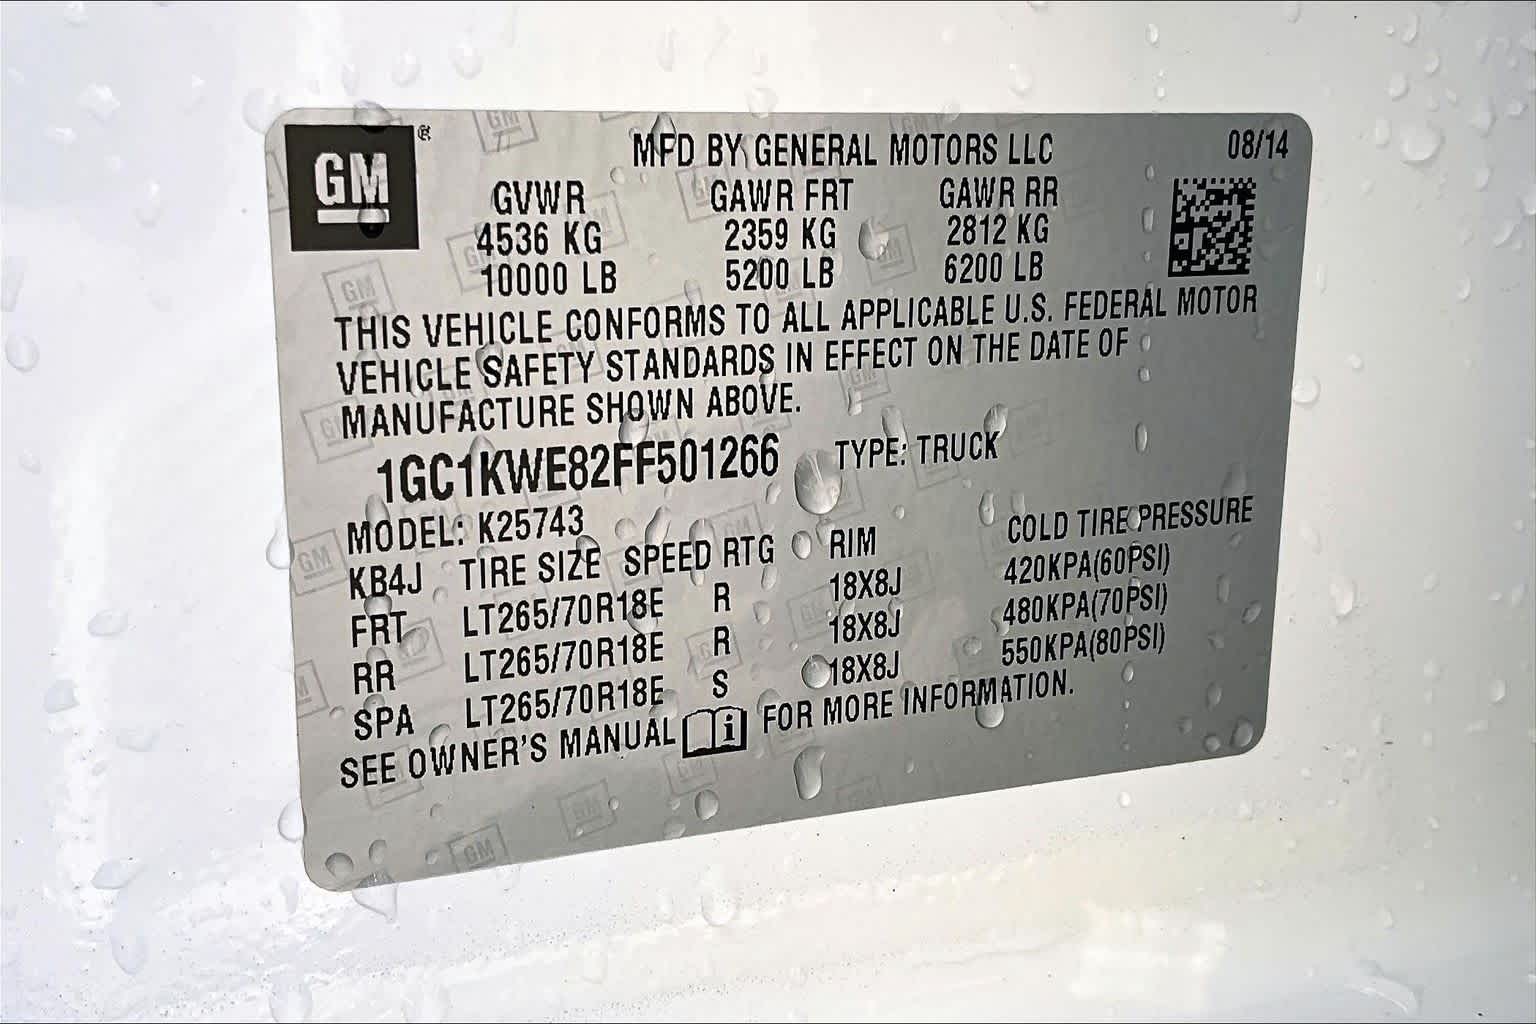 GM ®
MFD BY GENERAL MOTORS LLC 08/14
GVWR GAWR FRT GAWR RR
4536 KG 2359 KG 2812 KG
10000 LB 5200 LB 6200 LB
THIS VEHICLE CONFORMS TO ALL APPLICABLE U.S. FEDERAL MOTOR
VEHICLE SAFETY STANDARDS IN EFFECT ON THE DATE OF
MANUFACTURE SHOWN ABOVE.
1GC1KWE82FF501266 TYPE: TRUCK
MODEL: K25743
KB4J TIRE SIZE SPEED RTG RIM COLD TIRE PRESSURE
FRT LT265/70R18E R 18X8J 420KPA(60PSI)
RR LT265/70R18E R 18X8J 480KPA(70PSI)
SPA LT265/70R18E S 18X8J 550KPA(80PSI)
SEE OWNER'S MANUAL i FOR MORE INFORMATION.